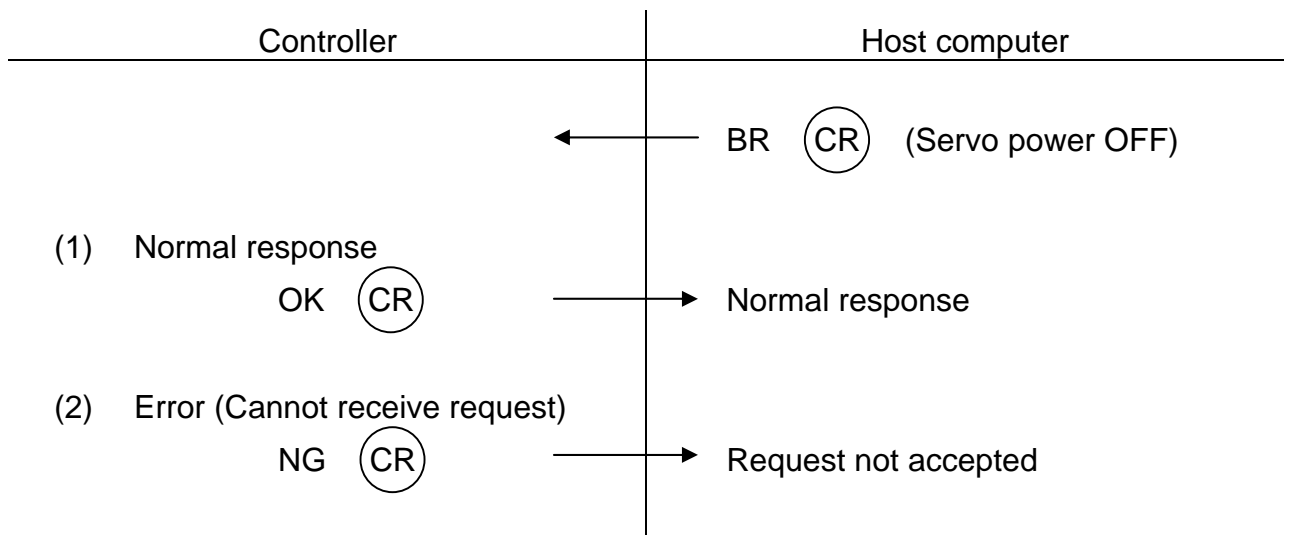 Controller Host computer
BR CR (Servo power OFF)
(1) Normal response
OK CR Normal response
(2) Error (Cannot receive request)
NG CR Request not accepted